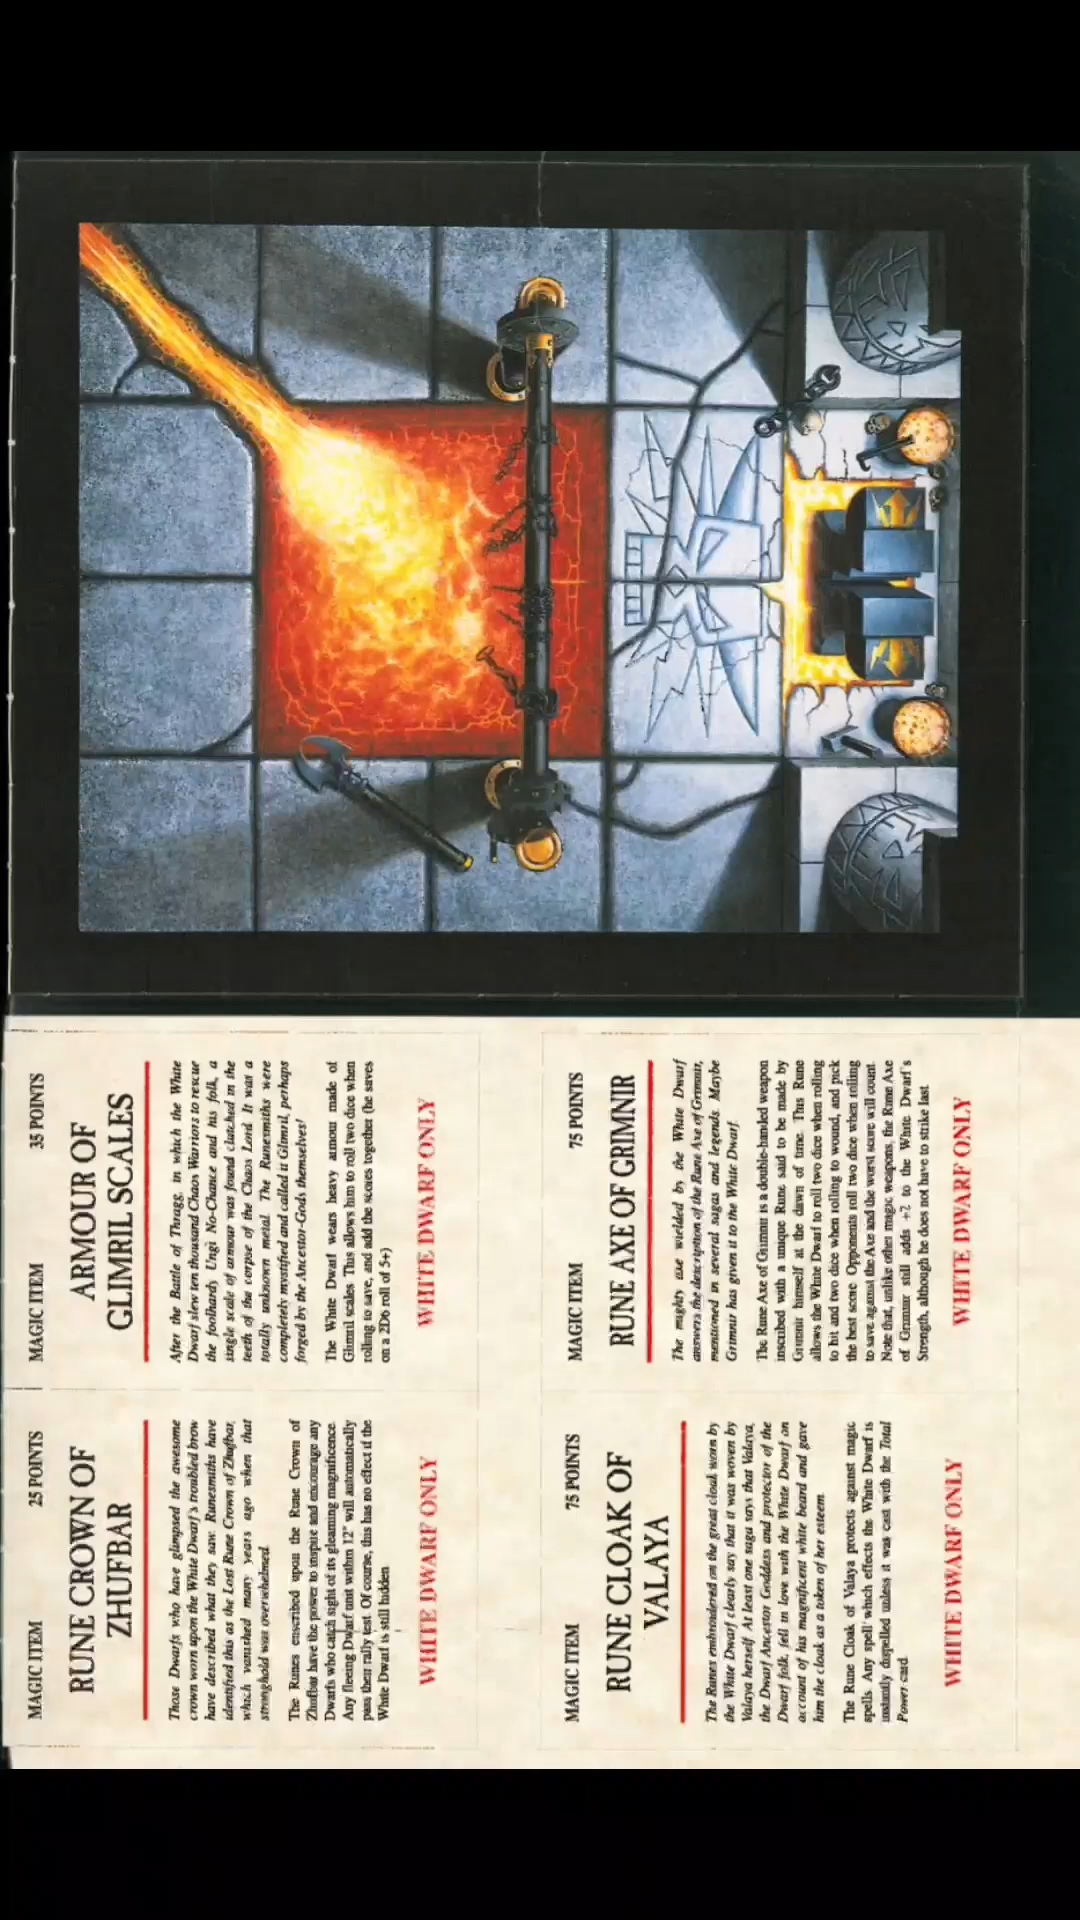 MAGIC ITEM 25 POINTS
RUNE CROWN OF
ZHUFBAR
Those Dwarfs who have glimpsed the awesome
crown worn upon the White Dwarf's troubled brow
have described what they saw. Runesmiths have
identified this as the Lost Rune Crown of Zhufbar,
which vanished many years ago when that
stronghold was overwhelmed.
The Runes enscribed upon the Rune Crown of
Zhufbar have the power to inspire and encourage any
Dwarfs who catch sight of its gleaming magnificence.
Any fleeing Dwarf unit within 12" will automatically
pass their rally test. Of course, this has no effect if the
White Dwarf is still hidden
WHITE DWARF ONLY
MAGIC ITEM 35 POINTS
ARMOUR OF
GLIMRIL SCALES
After the Battle of Thragg, in which the White
Dwarf slew ten thousand Chaos Warriors to rescue
the foolhardy Ungi No-Chance and his folk, a
single scale of armour was found clutched in the
teeth of the corpse of the Chaos Lord. It was a
totally unknown metal. The Runesmiths were
completely mystified and called it Glimril, perhaps
forged by the Ancestor-Gods themselves!
The White Dwarf wears heavy armour made of
Glimril scales. This allows him to roll two dice when
rolling to save, and add the scores together (he saves
on a 2D6 roll of 5+)
WHITE DWARF ONLY
MAGIC ITEM 75 POINTS
RUNE CLOAK OF
VALAYA
The Runes embroidered on the great cloak worn by
the White Dwarf clearly say that it was woven by
Valaya herself. At least one saga says that Valaya,
the Dwarf Ancestor Goddess and protector of the
Dwarf folk, fell in love with the White Dwarf on
account of his magnificent white beard and gave
him the cloak as a token of her esteem.
The Rune Cloak of Valaya protects against magic
spells. Any spell which effects the White Dwarf is
instantly dispelled unless it was cast with the Total
Power card.
WHITE DWARF ONLY
MAGIC ITEM 75 POINTS
RUNE AXE OF GRIMNIR
The mighty axe wielded by the White Dwarf
answers the description of the Rune Axe of Grimnir,
mentioned in several sagas and legends. Maybe
Grimnir has given it to the White Dwarf.
The Rune Axe of Grimnir is a double-handed weapon
inscribed with a unique Rune, said to be made by
Grimnir himself at the dawn of time. This Rune
allows the White Dwarf to roll two dice when rolling
to hit and two dice when rolling to wound, and pick
the best score. Opponents roll two dice when rolling
to save against the Axe and the worst score will count.
Note that, unlike other magic weapons, the Rune Axe
of Grimnir still adds +2 to the White Dwarf's
Strength, although he does not have to strike last
WHITE DWARF ONLY